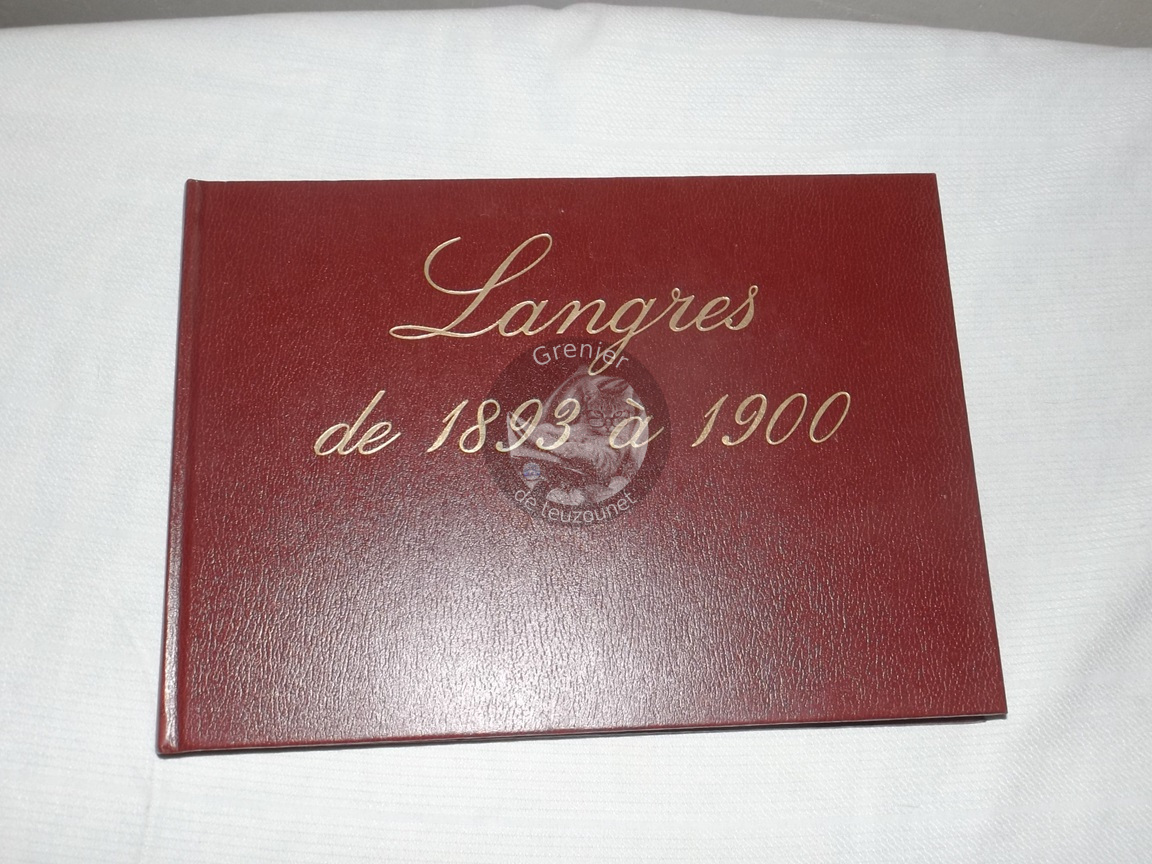 Langres
de 1893 à 1900
Grenier
de teuzounet